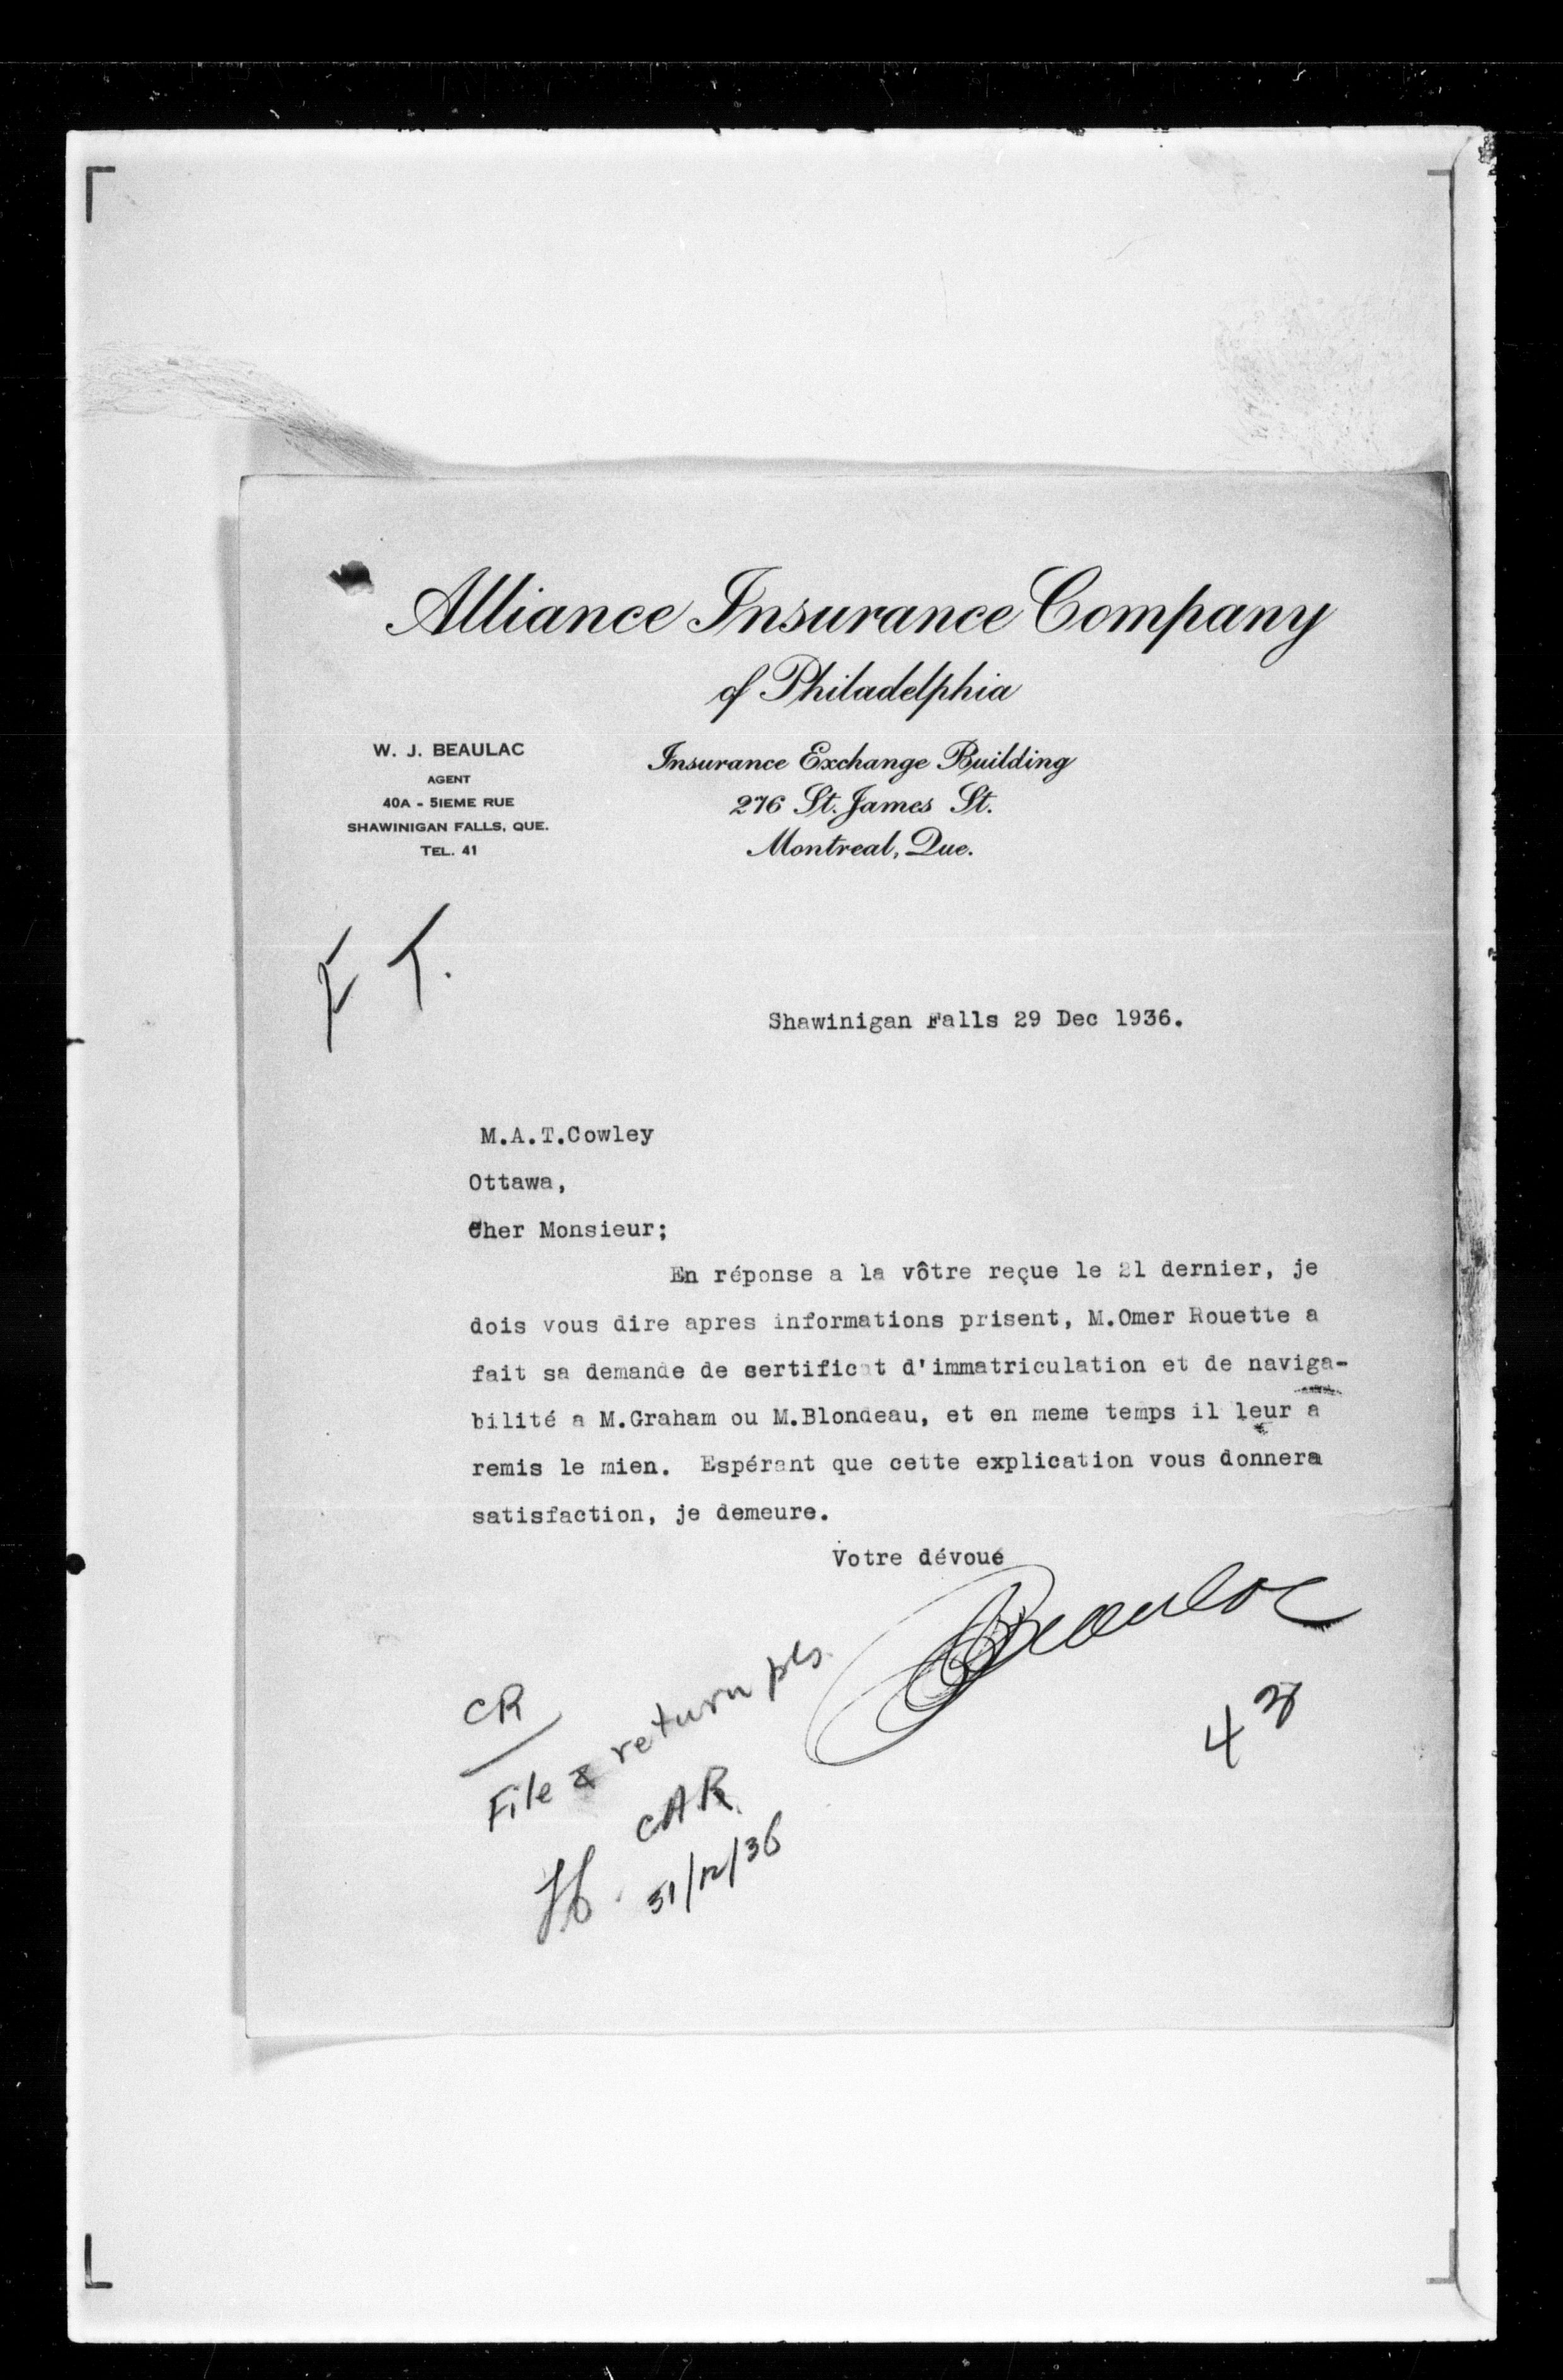 Alliance Insurance Company
of Philadelphia
W. J. BEAULAC
AGENT
40A - 5IEME RUE
SHAWINIGAN FALLS, QUE.
TEL. 41
Insurance Exchange Building
276 St. James St.
Montreal, Que.
Shawinigan Falls 29 Dec 1936.
M.A.T.Cowley
Ottawa,
Cher Monsieur;
En réponse a la vôtre reçue le 21 dernier, je
dois vous dire apres informations prisent, M.Omer Rouette a
fait sa demande de sertificat d'immatriculation et de naviga-
bilité a M.Graham ou M.Blondeau, et en meme temps il leur a
remis le mien. Espérant que cette explication vous donnera
satisfaction, je demeure.
Votre dévoué
Beaulac
CR
File & return pls.
CAR
31/12/36